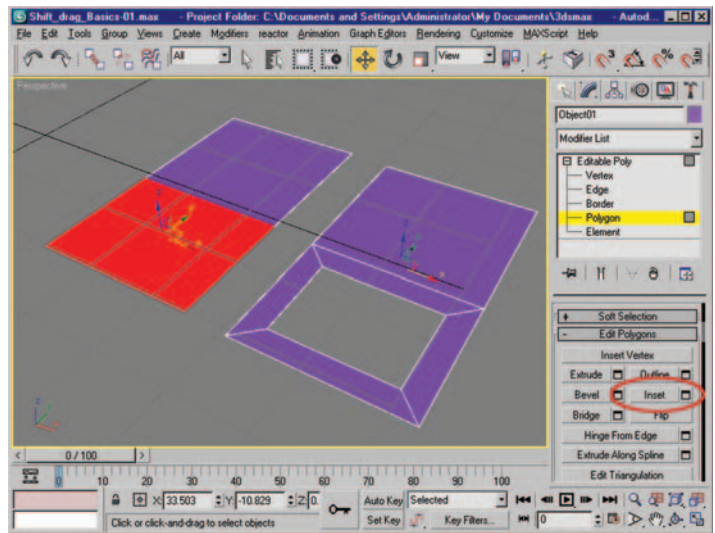 Shift_drag_Basics-01.max - Project Folder: C:\Documents and Settings\Administrator\My Documents\3dsmax - Autod...
File Edit Tools Group Views Create Modifiers reactor Animation Graph Editors Rendering Customize MAXScript Help
All View
Perspective
Object01
Modifier List
Editable Poly
Vertex
Edge
Border
Polygon
Element
+ Soft Selection
- Edit Polygons
Insert Vertex
Extrude Outline
Bevel Inset
Bridge Flip
Hinge From Edge
Extrude Along Spline
Edit Triangulation
< 0 / 100 >
0 10 20 30 40 50 60 70 80 90 100
X: 33.503 Y: -10.829 Z: 0. Auto Key Selected
Click or click-and-drag to select objects Set Key Key Filters... 0